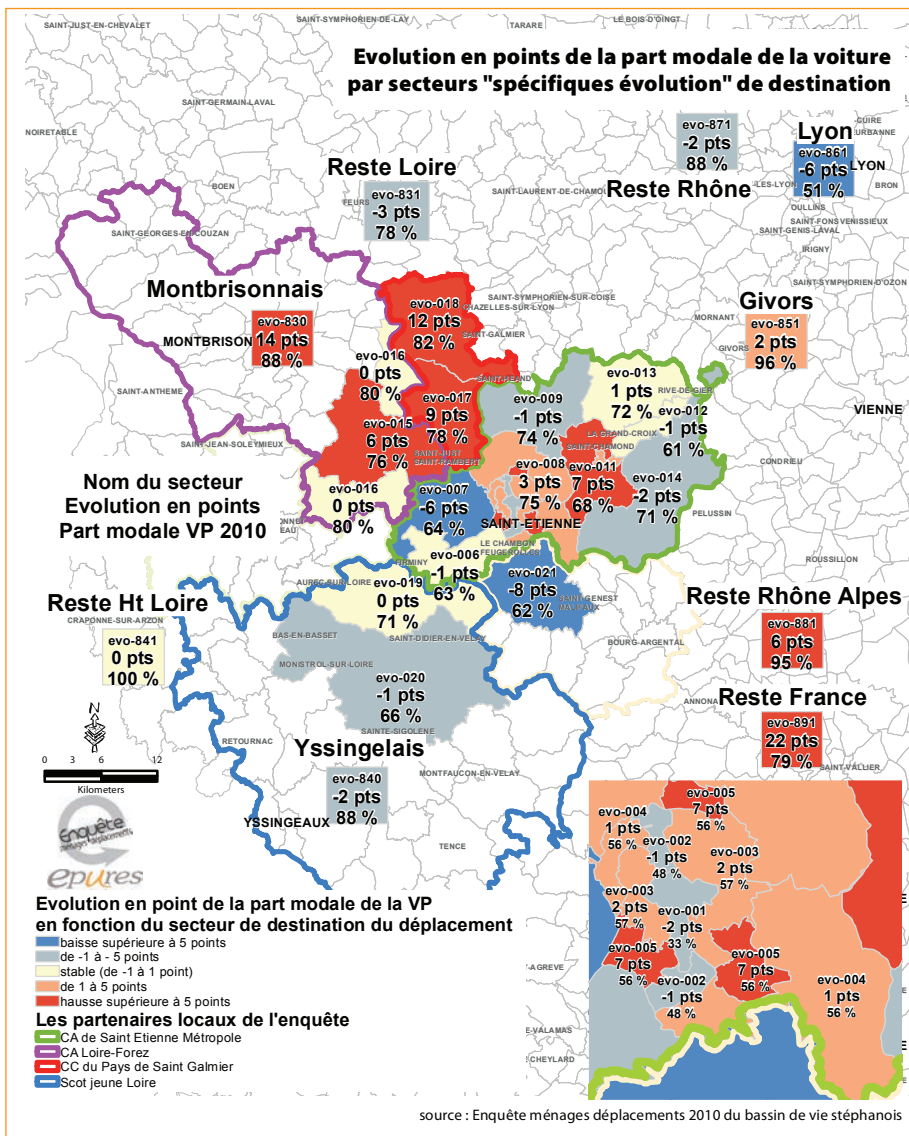 SAINT-JUST-EN-CHEVALET
SAINT-SYMPHORIEN-DE-LAY
TARARE
LE BOIS-D'OINGT
Evolution en points de la part modale de la voiture
par secteurs "spécifiques évolution" de destination
SAINT-GERMAIN-LAVAL
NOIRETABLE
evo-871
-2 pts
88 %
Reste Rhône
CUIRE
Lyon
evo-861
-6 pts
51 %
LYON
BRON
BOEN
Reste Loire
evo-831
-3 pts
78 %
FEURS
SAINT-LAURENT-DE-CHAMOU
OULLINS
SAINT-FONS
VENISSIEUX
SAINT-GENIS-LAVAL
IRIGNY
SAINT-GEORGES-EN-COUZAN
SAINT-SYMPHORIEN-D'OZON
Montbrisonnais
evo-830
14 pts
88 %
MONTBRISON
evo-018
12 pts
82 %
SAINT-SYMPHORIEN-SUR-COISE
CHAZELLES-SUR-LYON
SAINT-GALMIER
Givors
evo-851
2 pts
96 %
MORNANT
GIVORS
evo-016
0 pts
80 %
SAINT-HEAND
evo-013
1 pts
72 %
RIVE-DE-GIER
SAINT-ANTHEME
evo-017
9 pts
78 %
evo-009
-1 pts
74 %
evo-012
-1 pts
61 %
VIENNE
evo-015
6 pts
76 %
SAINT-JUST
SAINT-RAMBERT
LA GRAND-CROIX
SAINT-CHAMOND
SAINT-JEAN-SOLEYMIEUX
evo-008
3 pts
75 %
evo-011
7 pts
68 %
evo-014
-2 pts
71 %
CONDRIEU
PELUSSIN
Nom du secteur
Evolution en points
Part modale VP 2010
evo-016
0 pts
80 %
evo-007
-6 pts
64 %
SAINT-ETIENNE
LE CHAMBON
FEUGEROLLES
FIRMINY
evo-006
-1 pts
63 %
ROUSSILLON
AUREC-SUR-LOIRE
evo-019
0 pts
71 %
evo-021
-8 pts
62 %
Reste Ht Loire
CRAPONNE-SUR-ARZON
evo-841
0 pts
100 %
Reste Rhône Alpes
evo-881
6 pts
95 %
BAS-EN-BASSET
SAINT-DIDIER-EN-VELAY
BOURG-ARGENTAL
MONISTROL-SUR-LOIRE
evo-020
-1 pts
66 %
SAINTE-SIGOLENE
Reste France
evo-891
22 pts
79 %
ANNONA
SAINT-VALLIER
N
0 6 12
Kilometers
RETOURNAC
Yssingelais
evo-840
-2 pts
88 %
YSSINGEAUX
MONTFAUCON-EN-VELAY
TENCE
Enquête
ménages déplacements
epures
evo-005
7 pts
56 %
evo-004
1 pts
56 %
evo-002
-1 pts
48 %
evo-003
2 pts
57 %
evo-003
2 pts
57 %
evo-001
-2 pts
33 %
evo-005
7 pts
56 %
evo-005
7 pts
56 %
evo-002
-1 pts
48 %
evo-004
1 pts
56 %
T-AGREVE
E-VALAMAS
CHEYLARD
Evolution en point de la part modale de la VP
en fonction du secteur de destination du déplacement
baisse supérieure à 5 points
de -1 à - 5 points
stable (de -1 à 1 point)
de 1 à 5 points
hausse supérieure à 5 points
Les partenaires locaux de l'enquête
CA de Saint Etienne Métropole
CA Loire-Forez
CC du Pays de Saint Galmier
Scot jeune Loire
source : Enquête ménages déplacements 2010 du bassin de vie stéphanois